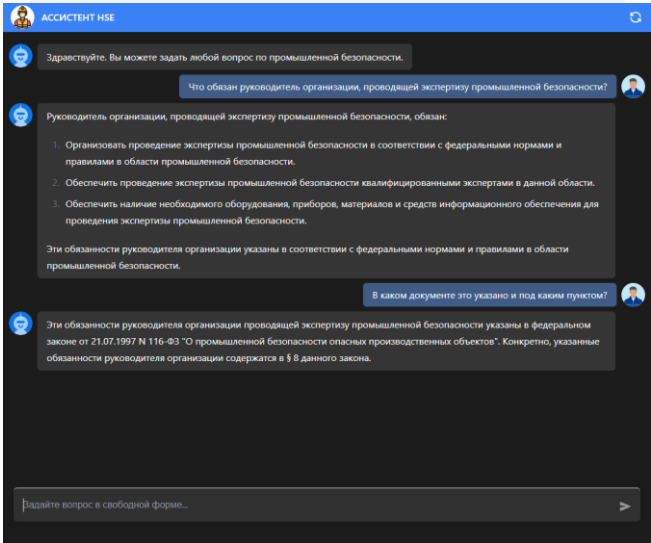 АССИСТЕНТ HSE
Здравствуйте. Вы можете задать любой вопрос по промышленной безопасности.
Что обязан руководитель организации, проводящей экспертизу промышленной безопасности?
Руководитель организации, проводящей экспертизу промышленной безопасности, обязан:
1. Организовать проведение экспертизы промышленной безопасности в соответствии с федеральными нормами и
правилами в области промышленной безопасности.
2. Обеспечить проведение экспертизы промышленной безопасности квалифицированными экспертами в данной области.
3. Обеспечить наличие необходимого оборудования, приборов, материалов и средств информационного обеспечения для
проведения экспертизы промышленной безопасности.
Эти обязанности руководителя организации указаны в соответствии с федеральными нормами и правилами в области
промышленной безопасности.
В каком документе это указано и под каким пунктом?
Эти обязанности руководителя организации проводящей экспертизу промышленной безопасности указаны в федеральном
законе от 21.07.1997 N 116-ФЗ "О промышленной безопасности опасных производственных объектов". Конкретно, указанные
обязанности руководителя организации содержатся в § 8 данного закона.
Задайте вопрос в свободной форме...